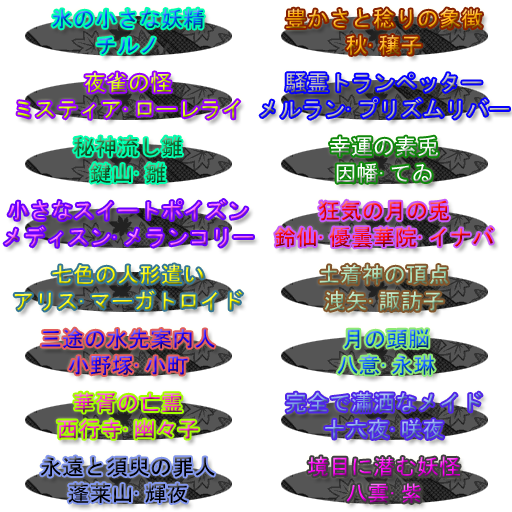 氷の小さな妖精
チルノ
豊かさと稔りの象徴
秋・穣子
夜雀の怪
ミスティア・ローレライ
騒霊トランペッター
メルラン・プリズムリバー
秘神流し雛
鍵山・雛
幸運の素兎
因幡・てゐ
小さなスイートポイズン
メディスン・メランコリー
狂気の月の兎
鈴仙・優曇華院 イナバ
七色の人形遣い
アリス・マーガトロイド
土着神の頂点
洩矢・諏訪子
三途の水先案内人
小野塚・小町
月の頭脳
八意・永琳
華胥の亡霊
西行寺・幽々子
完全で瀟洒なメイド
十六夜・咲夜
永遠と須臾の罪人
蓬莱山・輝夜
境目に潜む妖怪
八雲・紫